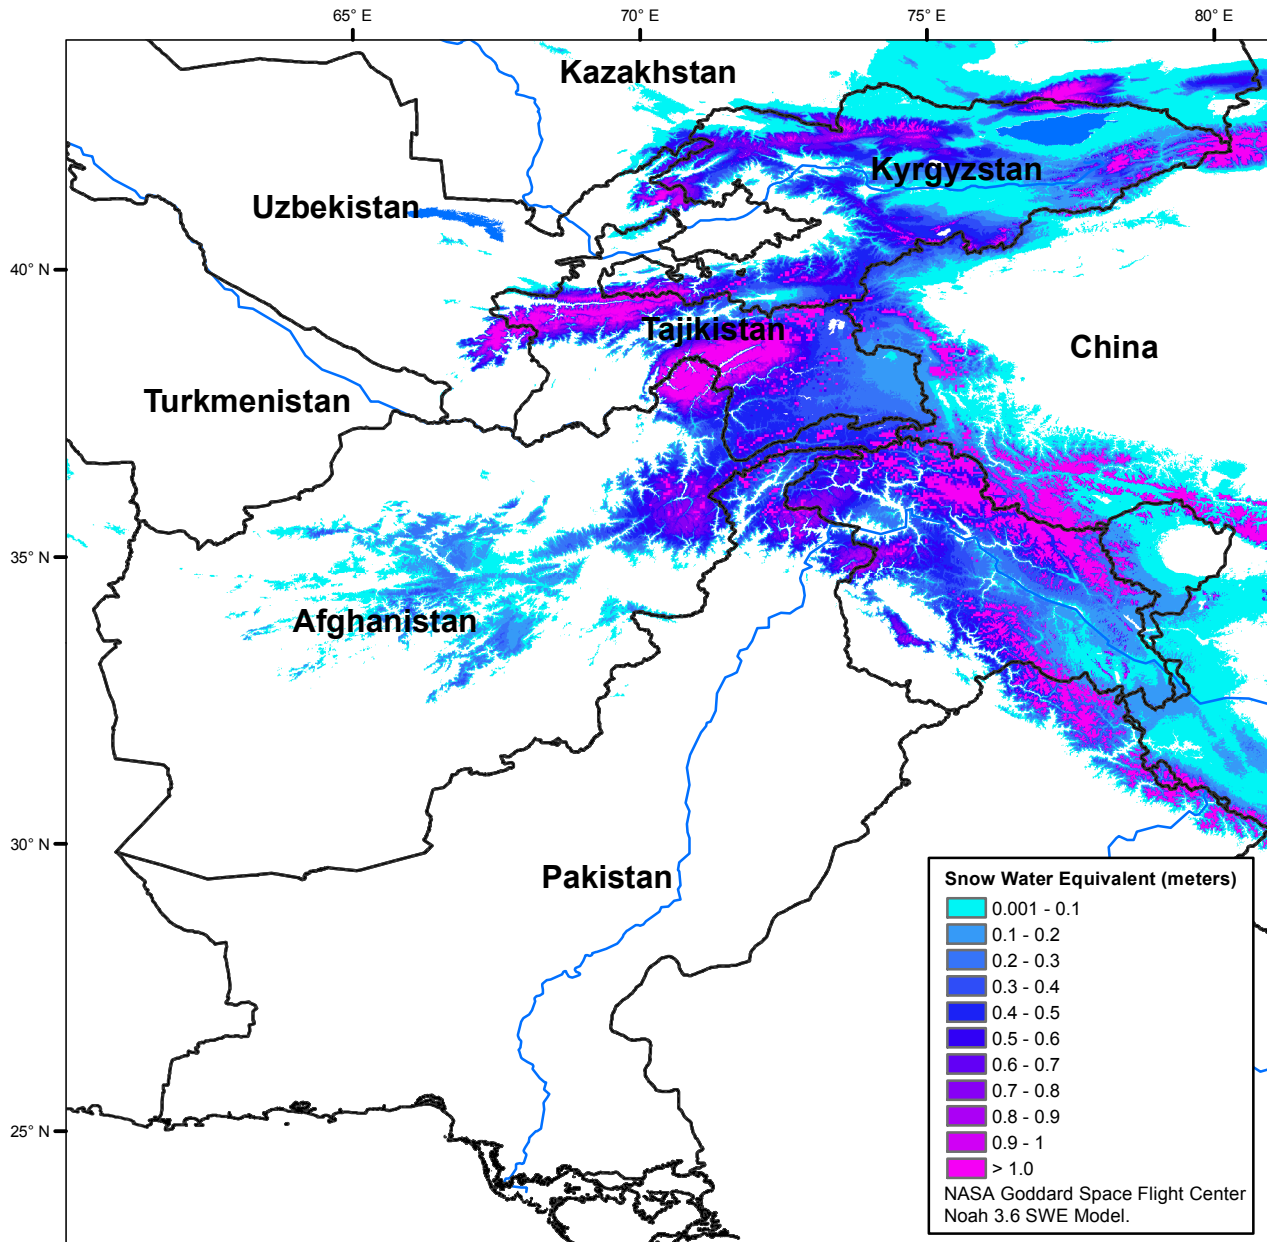 65° E
70° E
75° E
80° E
Kazakhstan
Kyrgyzstan
Uzbekistan
40° N
Tajikistan
China
Turkmenistan
35° N
Afghanistan
30° N
Pakistan
25° N
Snow Water Equivalent (meters)
0.001 - 0.1
0.1 - 0.2
0.2 - 0.3
0.3 - 0.4
0.4 - 0.5
0.5 - 0.6
0.6 - 0.7
0.7 - 0.8
0.8 - 0.9
0.9 - 1
> 1.0
NASA Goddard Space Flight Center
Noah 3.6 SWE Model.